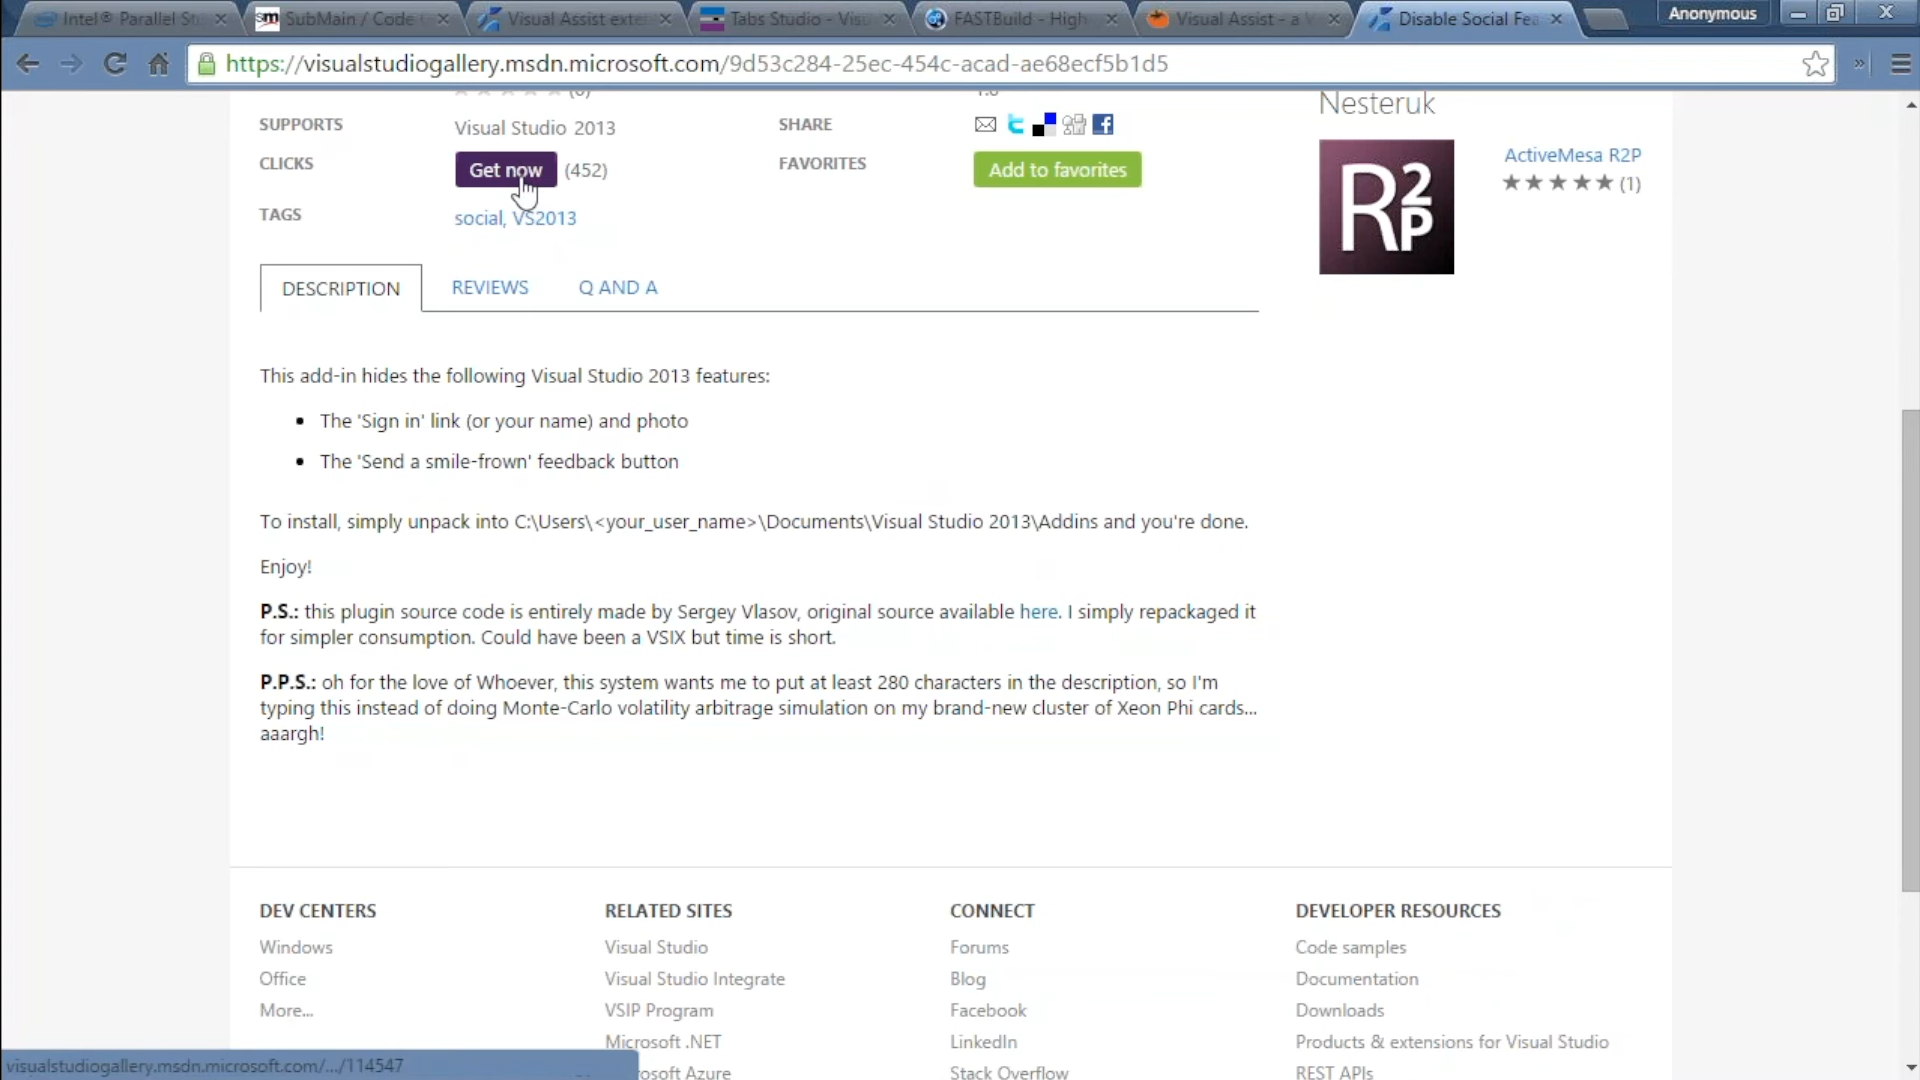 Intel® Parallel Stu
SubMain / Code
Visual Assist exte
Tabs Studio - Visu
FASTBuild - High
Visual Assist - a V
Disable Social Fea
Anonymous
https://visualstudiogallery.msdn.microsoft.com/9d53c284-25ec-454c-acad-ae68ecf5b1d5
Nesteruk
SUPPORTS
Visual Studio 2013
SHARE
CLICKS
Get now (452)
FAVORITES
Add to favorites
TAGS
social, VS2013
R2P
ActiveMesa R2P
(1)
DESCRIPTION
REVIEWS
Q AND A
This add-in hides the following Visual Studio 2013 features:
• The 'Sign in' link (or your name) and photo
• The 'Send a smile-frown' feedback button
To install, simply unpack into C:\Users\<your_user_name>\Documents\Visual Studio 2013\Addins and you're done.
Enjoy!
P.S.: this plugin source code is entirely made by Sergey Vlasov, original source available here. I simply repackaged it
for simpler consumption. Could have been a VSIX but time is short.
P.P.S.: oh for the love of Whoever, this system wants me to put at least 280 characters in the description, so I'm
typing this instead of doing Monte-Carlo volatility arbitrage simulation on my brand-new cluster of Xeon Phi cards...
aaargh!
DEV CENTERS
Windows
Office
More...
RELATED SITES
Visual Studio
Visual Studio Integrate
VSIP Program
Microsoft .NET
osoft Azure
CONNECT
Forums
Blog
Facebook
LinkedIn
Stack Overflow
DEVELOPER RESOURCES
Code samples
Documentation
Downloads
Products & extensions for Visual Studio
REST APIs
visualstudiogallery.msdn.microsoft.com/.../114547